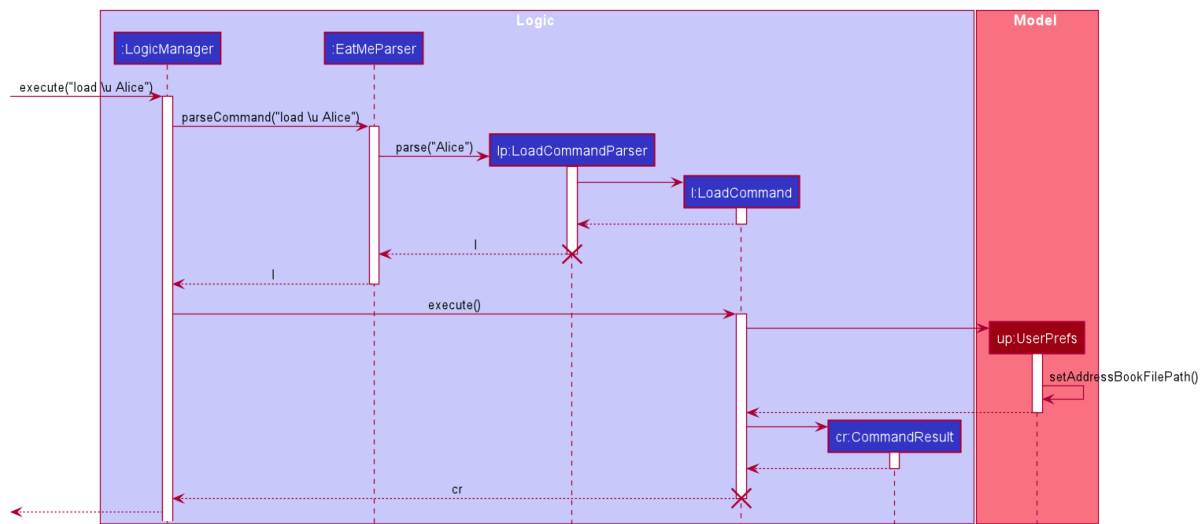 Logic
Model
:LogicManager
:EatMeParser
execute("load \u Alice")
parseCommand("load \u Alice")
parse("Alice")
lp:LoadCommandParser
l:LoadCommand
l
l
execute()
up:UserPrefs
setAddressBookFilePath()
cr:CommandResult
cr